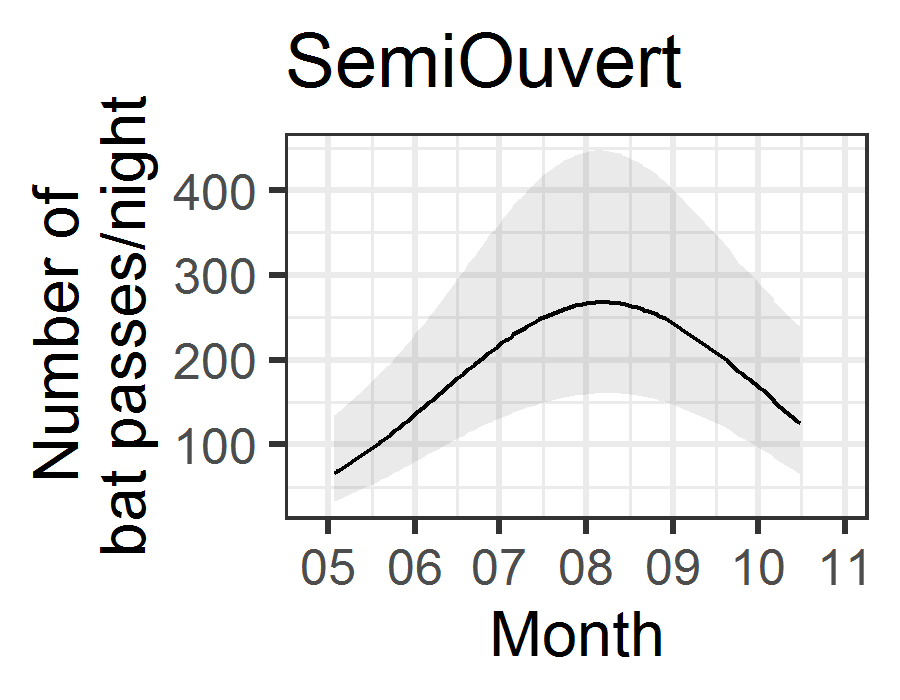 SemiOuvert
Number of
bat passes/night
400
300
200
100
05 06 07 08 09 10 11
Month